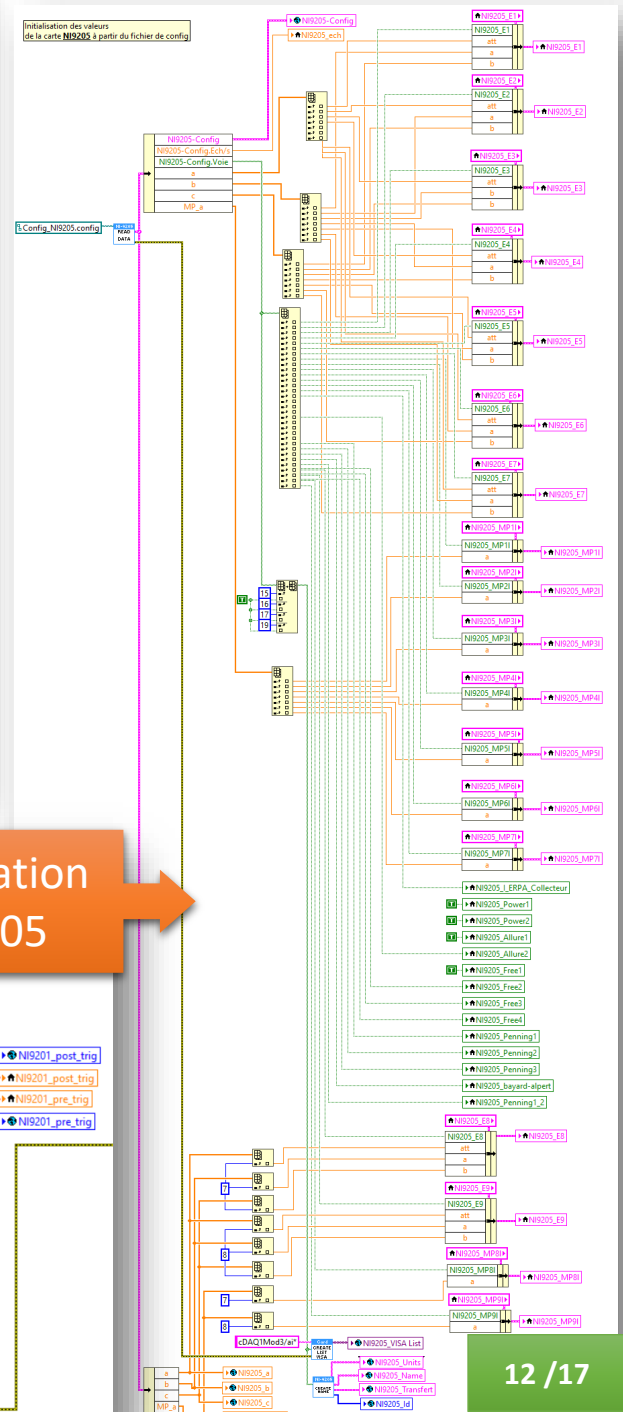 Initialisation des valeurs
de la carte NI9205 à partir du fichier de config
NI9205-Config
NI9205_ech
NI9205-Config
NI9205-Config.Ech/s
NI9205-Config.Voie
a
b
c
MP_a
Config_NI9205.config
NI-9205
READ
DATA
NI9205_E1
NI9205_E1
att
a
b
NI9205_E1
NI9205_E2
NI9205_E2
att
a
b
NI9205_E2
NI9205_E3
NI9205_E3
att
b
b
NI9205_E3
NI9205_E4
NI9205_E4
att
a
b
NI9205_E4
NI9205_E5
NI9205_E5
att
a
b
NI9205_E5
NI9205_E6
NI9205_E6
att
a
b
NI9205_E6
NI9205_E7
NI9205_E7
att
a
b
NI9205_E7
NI9205_MP1I
NI9205_MP1I
a
NI9205_MP1I
NI9205_MP2I
NI9205_MP2I
a
NI9205_MP2I
T
15
16
17
19
NI9205_MP3I
NI9205_MP3I
a
NI9205_MP3I
NI9205_MP4I
NI9205_MP4I
a
NI9205_MP4I
NI9205_MP5I
NI9205_MP5I
a
NI9205_MP5I
NI9205_MP6I
NI9205_MP6I
a
NI9205_MP6I
NI9205_MP7I
NI9205_MP7I
a
NI9205_MP7I
ation
05
NI9205_I_ERPA_Collecteur
T NI9205_Power1
T NI9205_Power2
T NI9205_Allure1
NI9205_Allure2
T NI9205_Free1
NI9205_Free2
NI9205_Free3
NI9205_Free4
NI9205_Penning1
NI9205_Penning2
NI9205_Penning3
NI9205_bayard-alpert
NI9205_Penning1_2
NI9201_post_trig
NI9201_post_trig
NI9201_pre_trig
NI9201_pre_trig
NI9205_E8
NI9205_E8
att
a
b
NI9205_E8
7
NI9205_E9
NI9205_E9
att
a
b
NI9205_E9
8
NI9205_MP8I
NI9205_MP8I
a
NI9205_MP8I
7
NI9205_MP9I
NI9205_MP9I
a
NI9205_MP9I
8
cDAQ1Mod3/ai*
CREATE
LIST
VISA
NI9205_VISA List
NI9205_Units
NI9205_Name
NI9205_Transfert
NI9205_Id
CREATE
NAME
a
b
c
MP_a
NI9205_a
NI9205_b
NI9205_c
12 /17